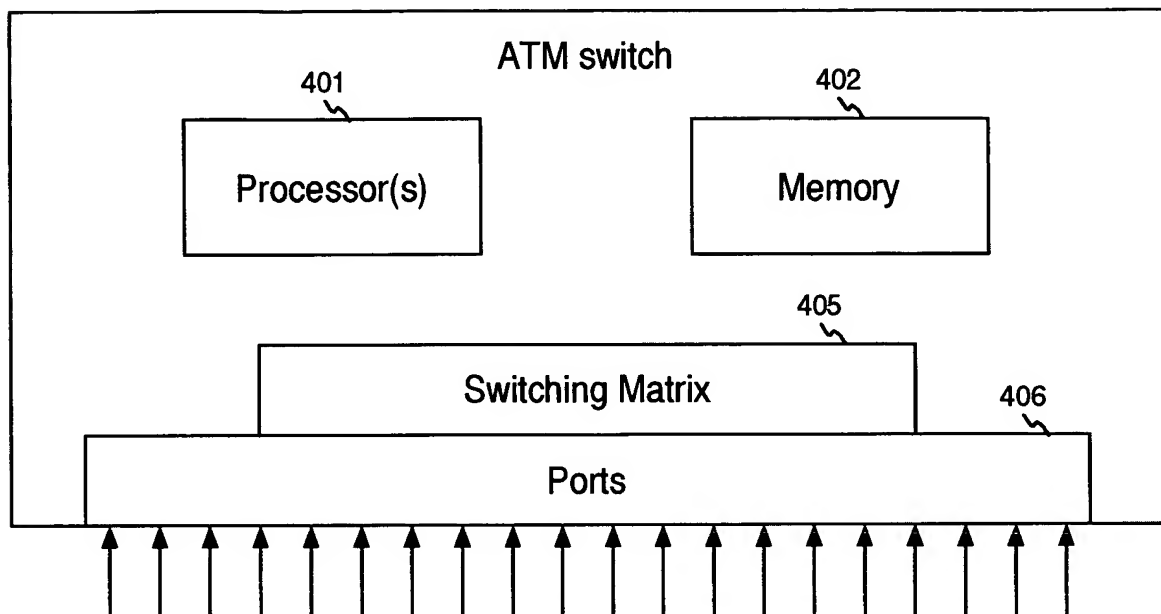 ATM switch
401
402
Processor(s)
Memory
405
Switching Matrix
406
Ports